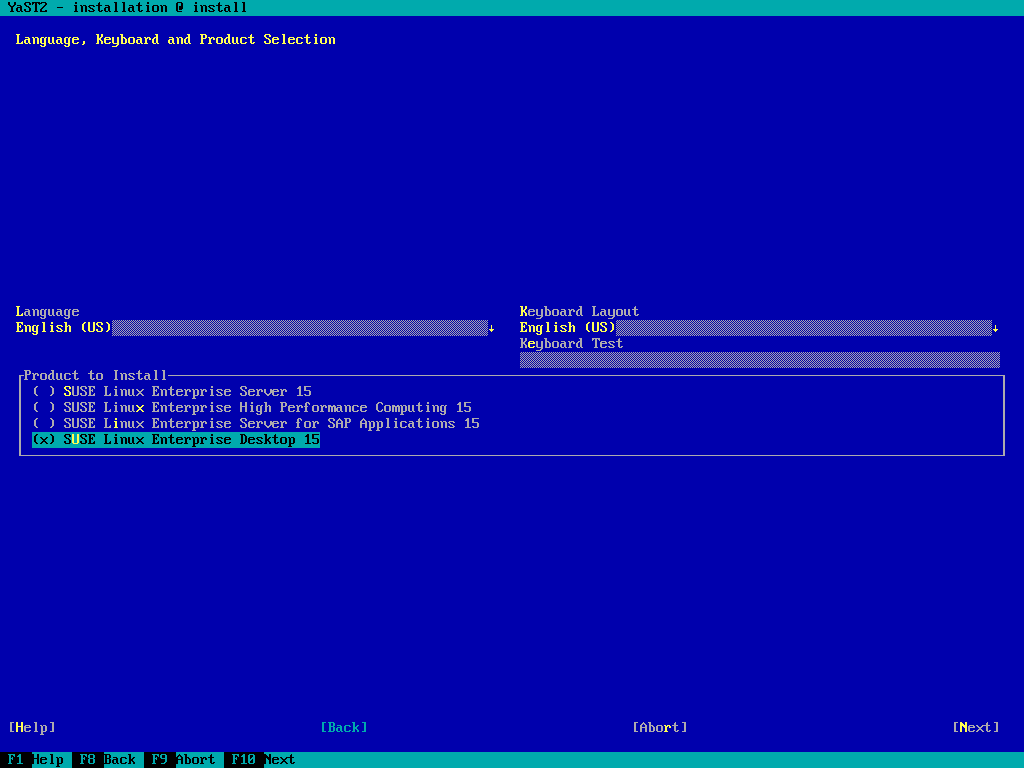 YaST2 - installation @ install
Language, Keyboard and Product Selection
Language
English (US)↓
Keyboard Layout
English (US)↓
Keyboard Test
Product to Install
( ) SUSE Linux Enterprise Server 15
( ) SUSE Linux Enterprise High Performance Computing 15
( ) SUSE Linux Enterprise Server for SAP Applications 15
(x) SUSE Linux Enterprise Desktop 15
[Help] [Back] [Abort] [Next]
F1 Help F8 Back F9 Abort F10 Next